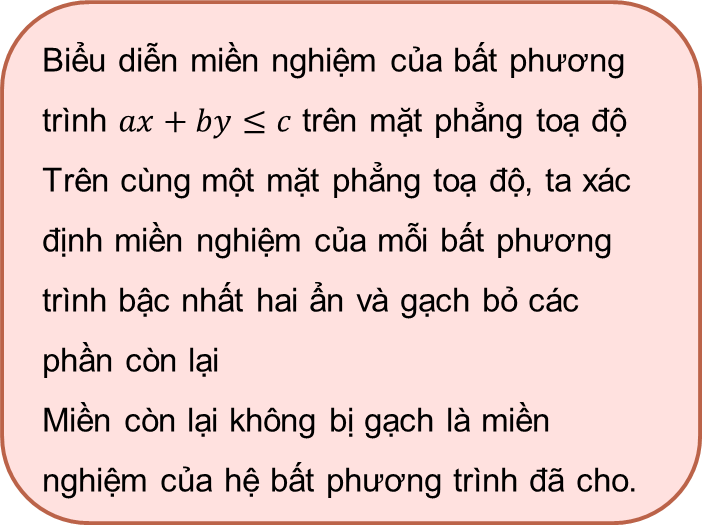 Biểu diễn miền nghiệm của bất phương
trình 𝑎𝑥 + 𝑏𝑦 ≤ 𝑐 trên mặt phẳng toạ độ
Trên cùng một mặt phẳng toạ độ, ta xác
định miền nghiệm của mỗi bất phương
trình bậc nhất hai ẩn và gạch bỏ các
phần còn lại
Miền còn lại không bị gạch là miền
nghiệm của hệ bất phương trình đã cho.